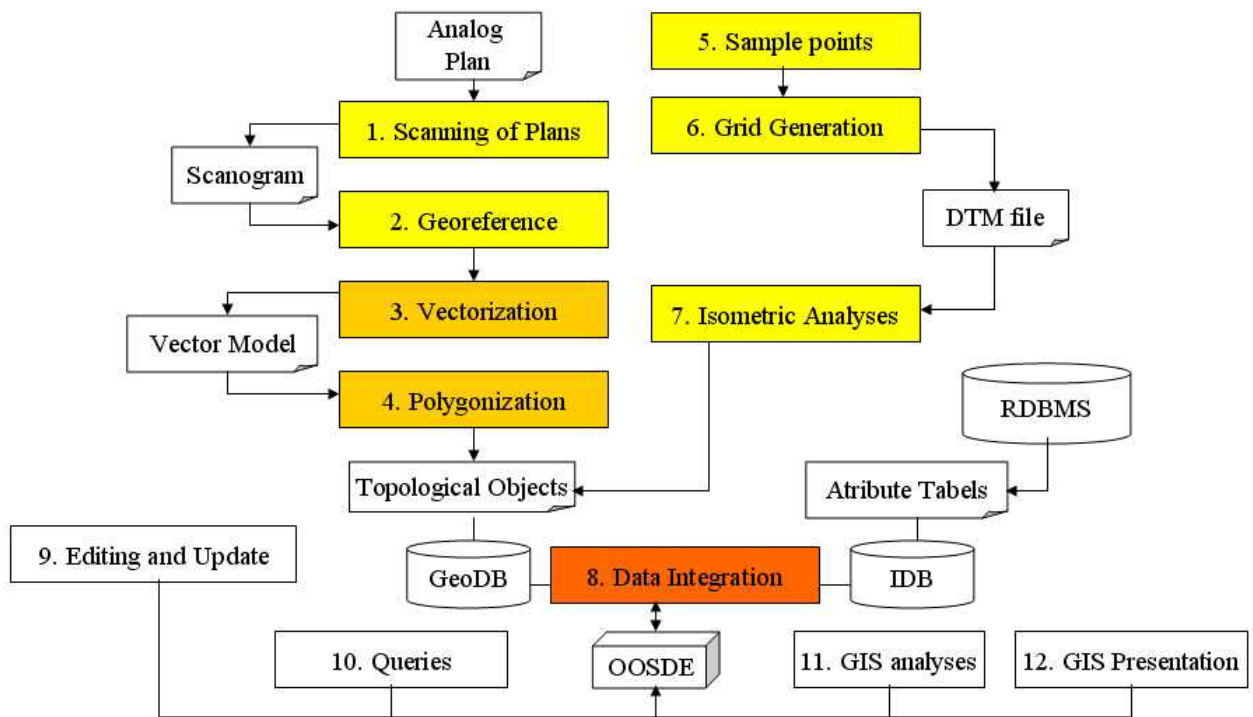 Analog
Plan
5. Sample points
1. Scanning of Plans
6. Grid Generation
Scanogram
2. Georeference
DTM file
3. Vectorization
7. Isometric Analyses
Vector Model
4. Polygonization
RDBMS
Topological Objects
Atribute Tabels
9. Editing and Update
GeoDB
8. Data Integration
IDB
10. Queries
OOSDE
11. GIS analyses
12. GIS Presentation